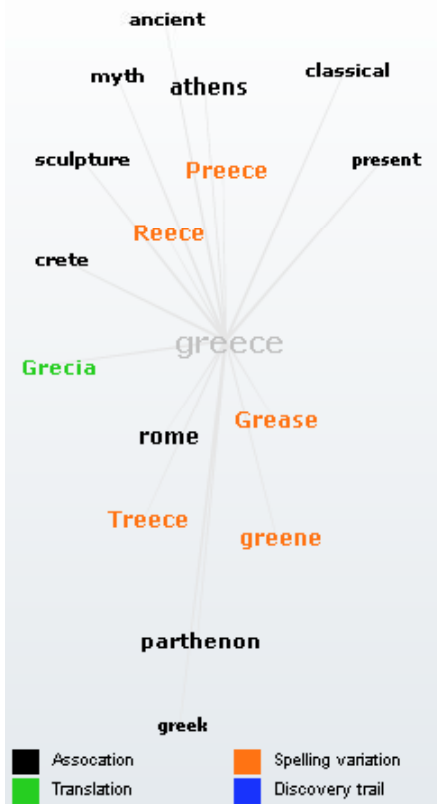 ancient
myth
athens
classical
sculpture
Preece
present
Reece
crete
greece
Grecia
Grease
rome
Treece
greene
parthenon
greek
Assocation
Spelling variation
Translation
Discovery trail